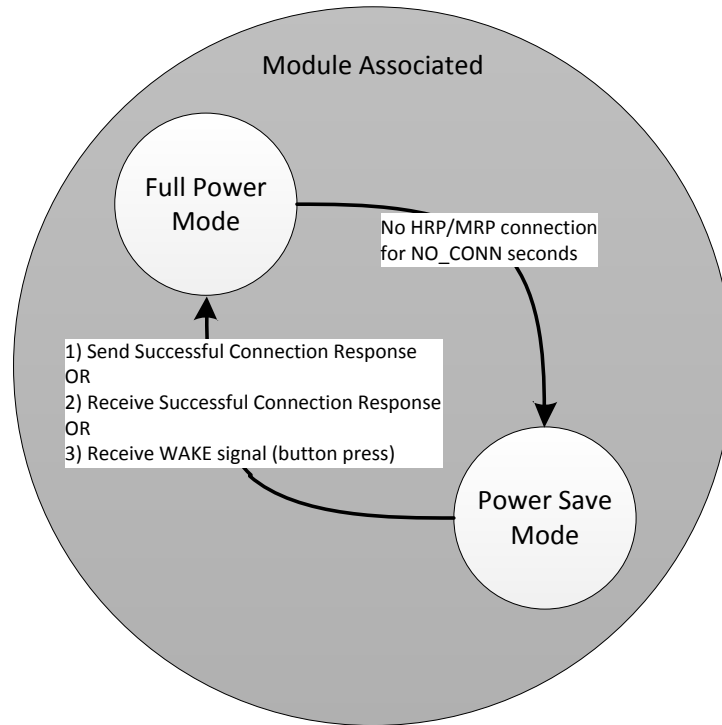 Module Associated
Full Power
Mode
No HRP/MRP connection
for NO_CONN seconds
1) Send Successful Connection Response
OR
2) Receive Successful Connection Response
OR
3) Receive WAKE signal (button press)
Power Save
Mode